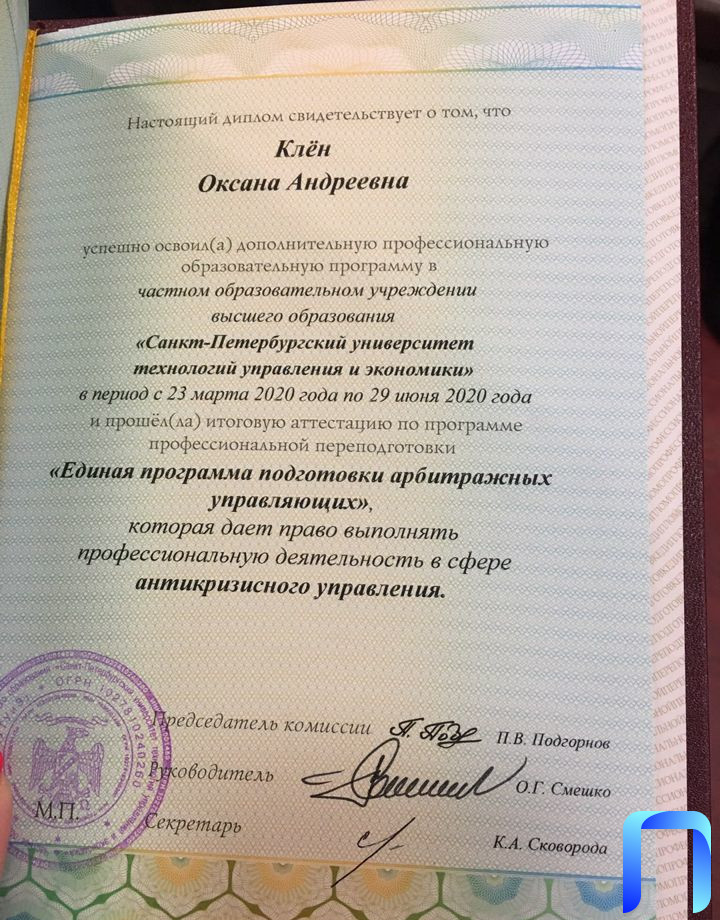 Настоящий диплом свидетельствует о том, что
Клён
Оксана Андреевна
успешно освоил(а) дополнительную профессиональную
образовательную программу в
частном образовательном учреждении
высшего образования
«Санкт-Петербургский университет
технологий управления и экономики»
в период с 23 марта 2020 года по 29 июня 2020 года
и прошёл(ла) итоговую аттестацию по программе
профессиональной переподготовки
«Единая программа подготовки арбитражных
управляющих»,
которая дает право выполнять
профессиональную деятельность в сфере
антикризисного управления.
Председатель комиссии П.В. Подгорнов
Руководитель О.Г. Смешко
Секретарь К.А. Сковорода
М.П.
ОГРН 1027810240260